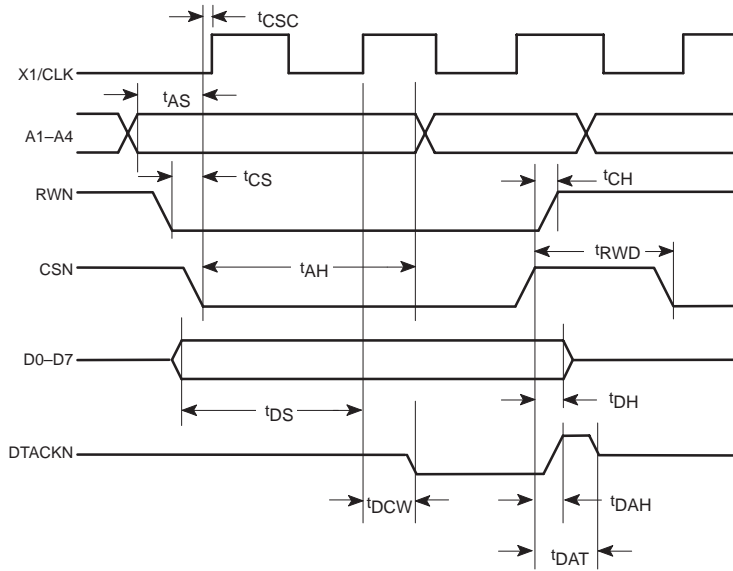 tCSC
X1/CLK
tAS
A1–A4
tCS
tCH
RWN
tRWD
CSN
tAH
D0–D7
tDS
tDH
DTACKN
tDCW
tDAH
tDAT